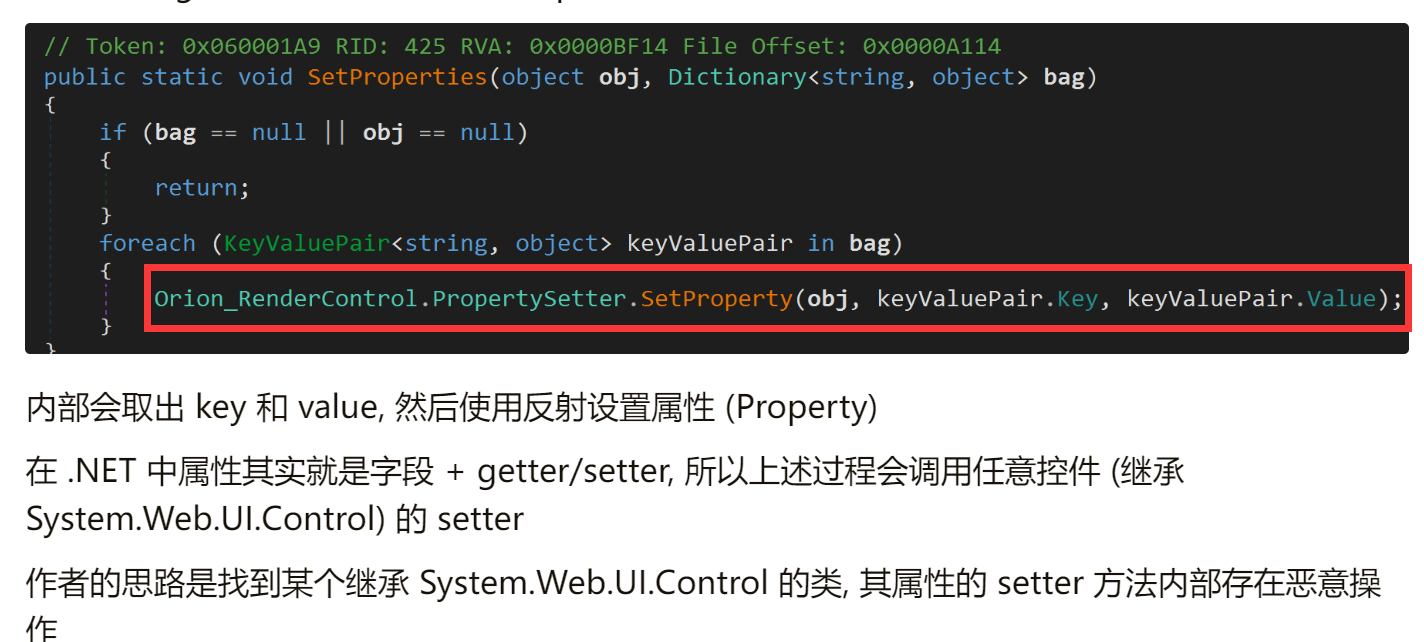 // Token: 0x060001A9 RID: 425 RVA: 0x0000BF14 File Offset: 0x0000A114
public static void SetProperties(object obj, Dictionary<string, object> bag)
{
    if (bag == null || obj == null)
    {
        return;
    }
    foreach (KeyValuePair<string, object> keyValuePair in bag)
    {
        Orion_RenderControl.PropertySetter.SetProperty(obj, keyValuePair.Key, keyValuePair.Value);
    }
}
内部会取出 key 和 value, 然后使用反射设置属性 (Property)
在 .NET 中属性其实就是字段 + getter/setter, 所以上述过程会调用任意控件 (继承
System.Web.UI.Control) 的 setter
作者的思路是找到某个继承 System.Web.UI.Control 的类, 其属性的 setter 方法内部存在恶意操
作